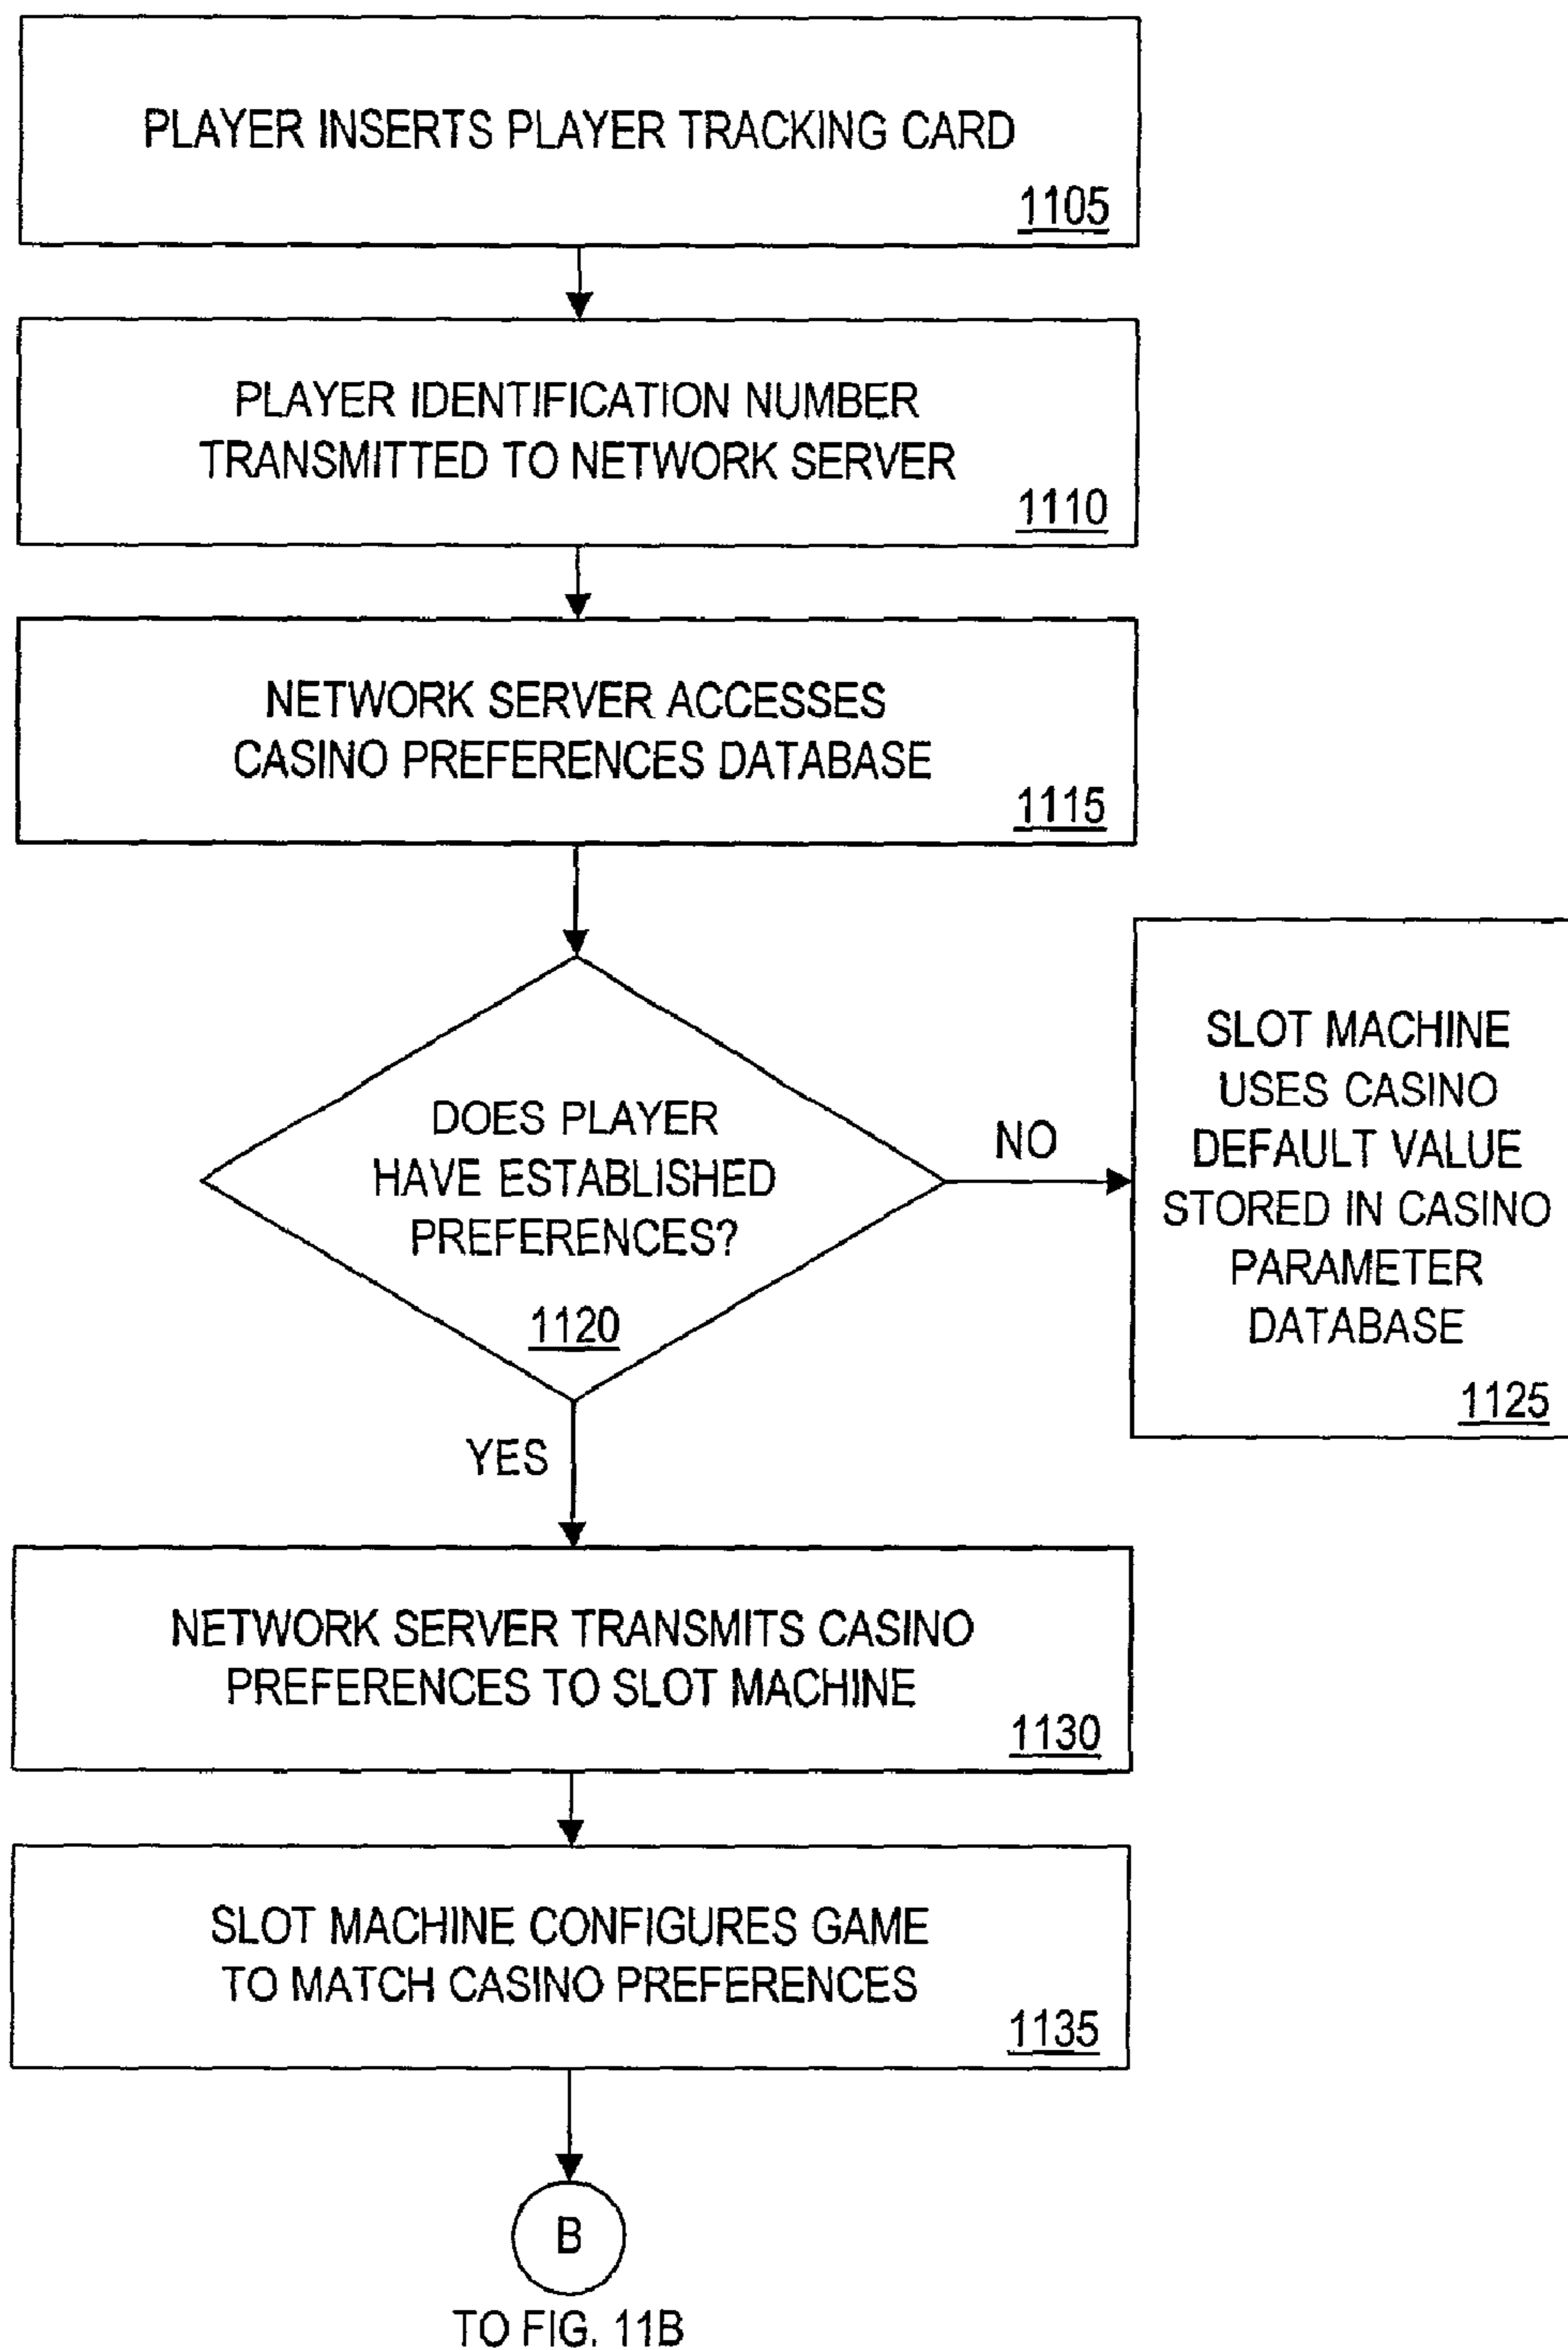 PLAYER INSERTS PLAYER TRACKING CARD
1105
PLAYER IDENTIFICATION NUMBER
TRANSMITTED TO NETWORK SERVER
1110
NETWORK SERVER ACCESSES
CASINO PREFERENCES DATABASE
1115
DOES PLAYER
HAVE ESTABLISHED
PREFERENCES?
1120
NO
SLOT MACHINE
USES CASINO
DEFAULT VALUE
STORED IN CASINO
PARAMETER
DATABASE
1125
YES
NETWORK SERVER TRANSMITS CASINO
PREFERENCES TO SLOT MACHINE
1130
SLOT MACHINE CONFIGURES GAME
TO MATCH CASINO PREFERENCES
1135
B
TO FIG. 11B